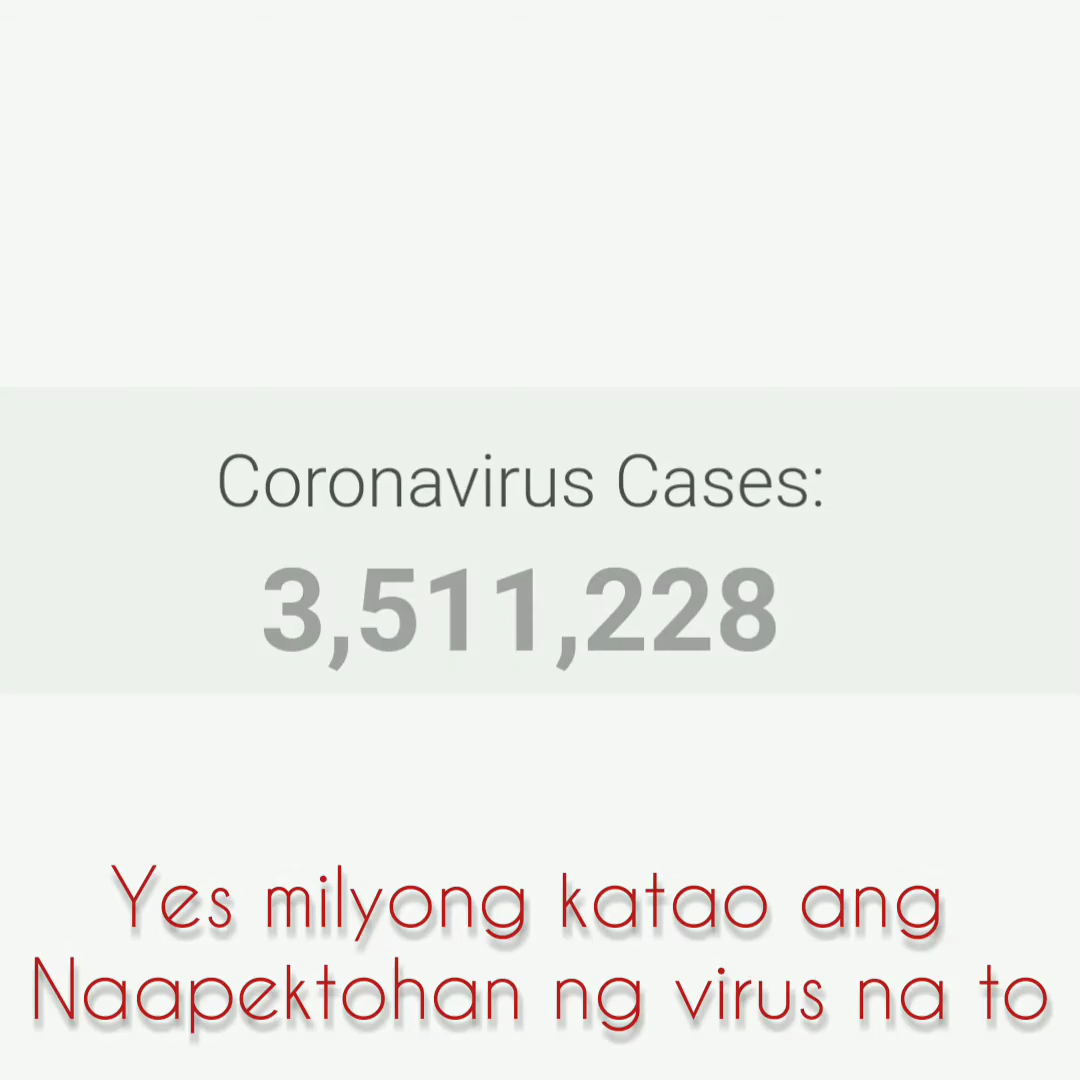 Coronavirus Cases:
3,511,228
Yes milyong katao ang
Naapektohan ng virus na to